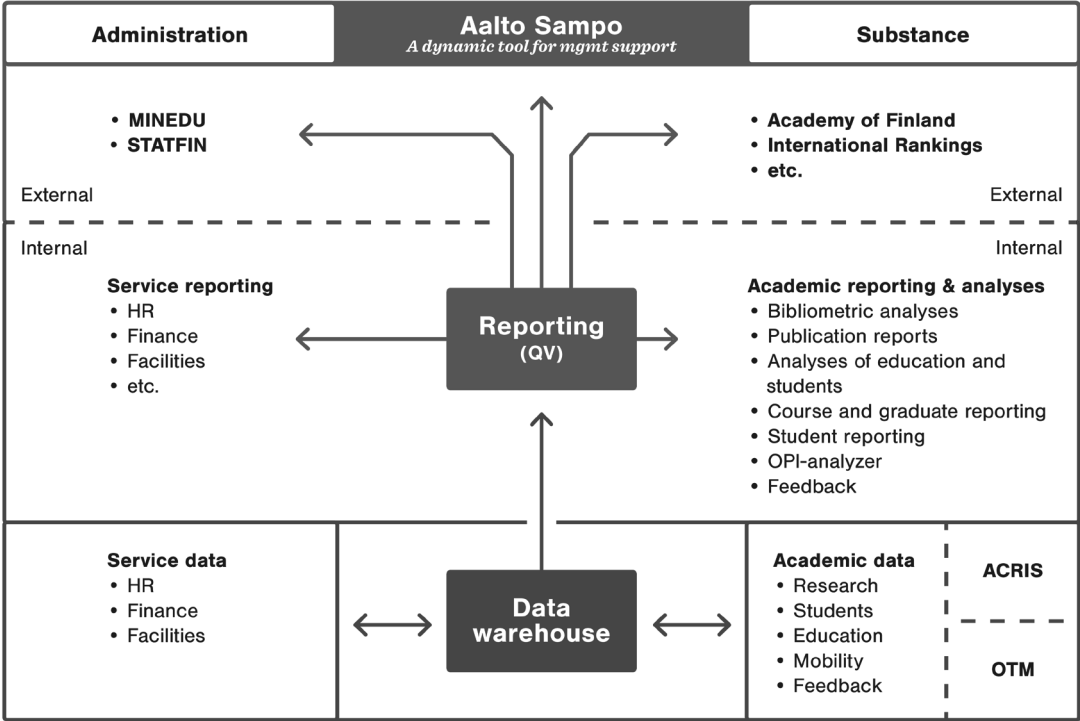 Administration
Aalto Sampo
A dynamic tool for mgmt support
Substance
• MINEDU
• STATFIN
• Academy of Finland
• International Rankings
• etc.
External
External
Internal
Internal
Service reporting
• HR
• Finance
• Facilities
• etc.
Reporting
(QV)
Academic reporting & analyses
• Bibliometric analyses
• Publication reports
• Analyses of education and
students
• Course and graduate reporting
• Student reporting
• OPI-analyzer
• Feedback
Service data
• HR
• Finance
• Facilities
Data
warehouse
Academic data
• Research
• Students
• Education
• Mobility
• Feedback
ACRIS
OTM